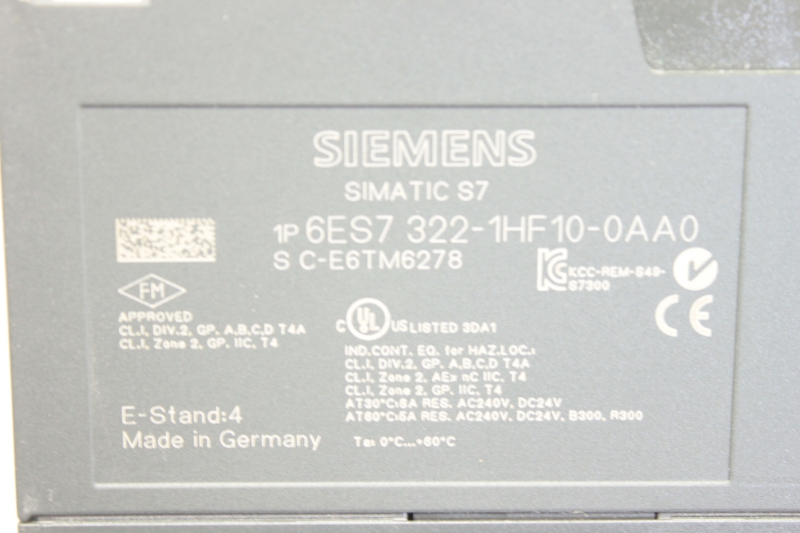 SIEMENS
SIMATIC S7
1P 6ES7 322-1HF10-0AA0
S C-E6TM6278
KCC-REM-S49-
S7300
FM
APPROVED
CL.I, DIV.2, GP. A,B,C,D T4A
CL.I, Zone 2, GP. IIC, T4
C UL US LISTED 3DA1
CE
IND.CONT. EQ. for HAZ.LOC.:
CL.I, DIV.2, GP. A,B,C,D T4A
CL.I, Zone 2, AEx nC IIC, T4
CL.I, Zone 2, GP. IIC, T4
AT30°C:8A RES. AC240V, DC24V
AT60°C:5A RES. AC240V, DC24V, B300, R300
E-Stand:4
Made in Germany
Ta: 0°C...+60°C